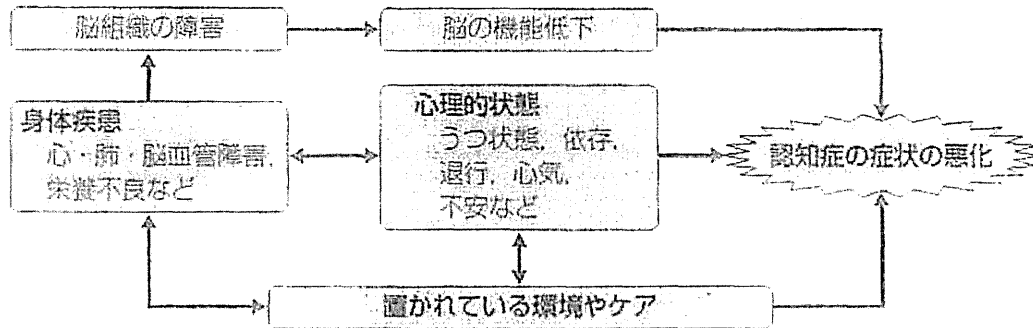 脳組織の障害
脳の機能低下
身体疾患
心・肺・脳血管障害,
栄養不良など
心理的状態
うつ状態, 依存,
退行, 心気,
不安など
認知症の症状の悪化
置かれている環境やケア